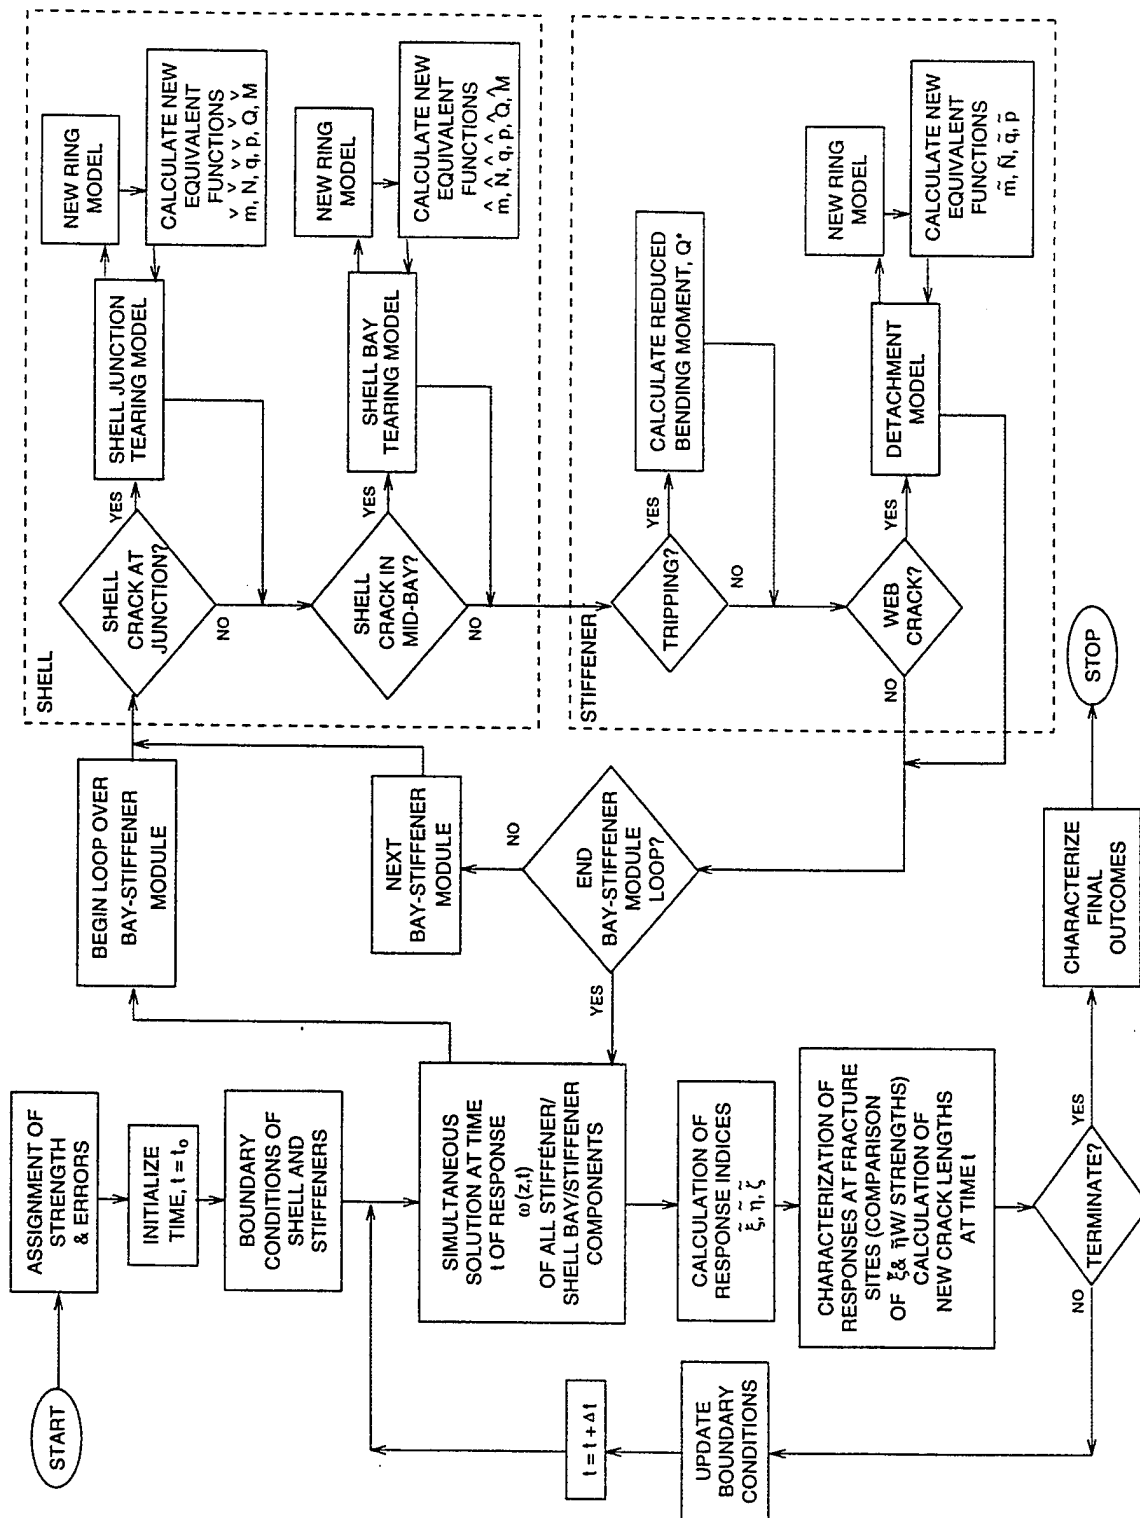 START
ASSIGNMENT OF
STRENGTH
& ERRORS
INITIALIZE
TIME, t = t₀
BOUNDARY
CONDITIONS OF
SHELL AND
STIFFENERS
SIMULTANEOUS
SOLUTION AT TIME
t OF RESPONSE
ω(z,t)
OF ALL STIFFENER/
SHELL BAY/STIFFENER
COMPONENTS
CALCULATION OF
RESPONSE INDICES
ξ̃, η̃, ζ̃
CHARACTERIZATION OF
RESPONSES AT FRACTURE
SITES (COMPARISON
OF ξ̃ & η̃ W/ STRENGTHS)
CALCULATION OF
NEW CRACK LENGTHS
AT TIME t
TERMINATE?
NO
YES
UPDATE
BOUNDARY
CONDITIONS
t = t + Δt
CHARACTERIZE
FINAL
OUTCOMES
STOP
BEGIN LOOP OVER
BAY-STIFFENER
MODULE
NEXT
BAY-STIFFENER
MODULE
NO
END
BAY-STIFFENER
MODULE
LOOP?
YES
SHELL
SHELL
CRACK AT
JUNCTION?
YES
NO
SHELL JUNCTION
TEARING MODEL
NEW RING
MODEL
CALCULATE NEW
EQUIVALENT
FUNCTIONS
m̌, Ň, q̌, p̌, Q̌, M̌
SHELL
CRACK IN
MID-BAY?
YES
NO
SHELL BAY
TEARING MODEL
NEW RING
MODEL
CALCULATE NEW
EQUIVALENT
FUNCTIONS
m̂, N̂, q̂, p̂, Q̂, M̂
STIFFENER
TRIPPING?
YES
NO
CALCULATE REDUCED
BENDING MOMENT, Q*
WEB
CRACK?
YES
NO
DETACHMENT
MODEL
NEW RING
MODEL
CALCULATE NEW
EQUIVALENT
FUNCTIONS
m̃, Ñ, q̃, p̃